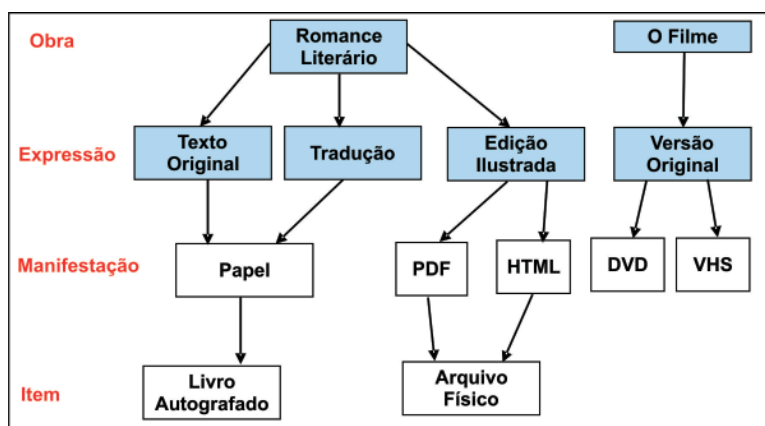 Obra
Romance
Literário
O Filme
Expressão
Texto
Original
Tradução
Edição
Ilustrada
Versão
Original
Manifestação
Papel
PDF
HTML
DVD
VHS
Item
Livro
Autografado
Arquivo
Físico